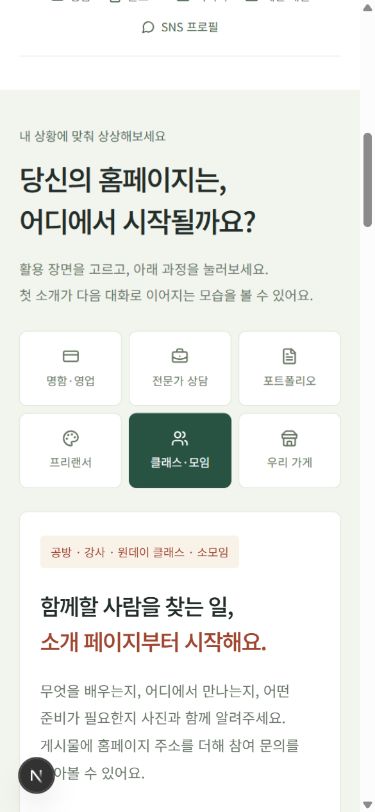 SNS 프로필
내 상황에 맞춰 상상해보세요
당신의 홈페이지는,
어디에서 시작될까요?
활용 장면을 고르고, 아래 과정을 눌러보세요.
첫 소개가 다음 대화로 이어지는 모습을 볼 수 있어요.
명함·영업
전문가 상담
포트폴리오
프리랜서
클래스·모임
우리 가게
공방 · 강사 · 원데이 클래스 · 소모임
함께할 사람을 찾는 일,
소개 페이지부터 시작해요.
무엇을 배우는지, 어디에서 만나는지, 어떤
준비가 필요한지 사진과 함께 알려주세요.
게시물에 홈페이지 주소를 더해 참여 문의를
아볼 수 있어요.
N